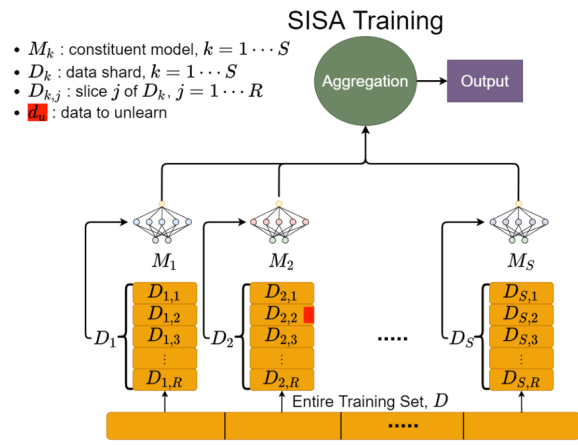 SISA Training
• M_k : constituent model, k = 1 ⋯ S
• D_k : data shard, k = 1 ⋯ S
• D_{k,j} : slice j of D_k, j = 1 ⋯ R
• d_u : data to unlearn
Aggregation
Output
M_1
M_2
M_S
D_1
D_{1,1}
D_{1,2}
D_{1,3}
⋮
D_{1,R}
D_2
D_{2,1}
D_{2,2}
D_{2,3}
⋮
D_{2,R}
.....
D_S
D_{S,1}
D_{S,2}
D_{S,3}
⋮
D_{S,R}
Entire Training Set, D
.....